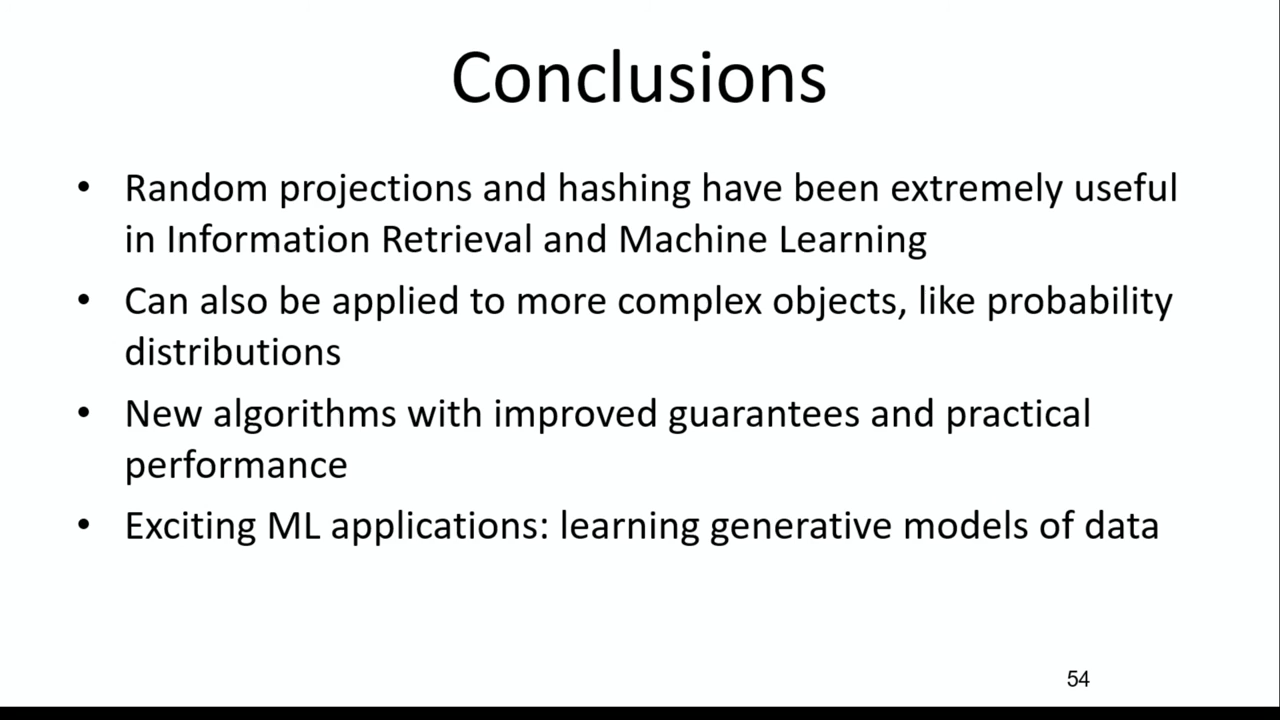 Conclusions
• Random projections and hashing have been extremely useful
in Information Retrieval and Machine Learning
• Can also be applied to more complex objects, like probability
distributions
• New algorithms with improved guarantees and practical
performance
• Exciting ML applications: learning generative models of data
54